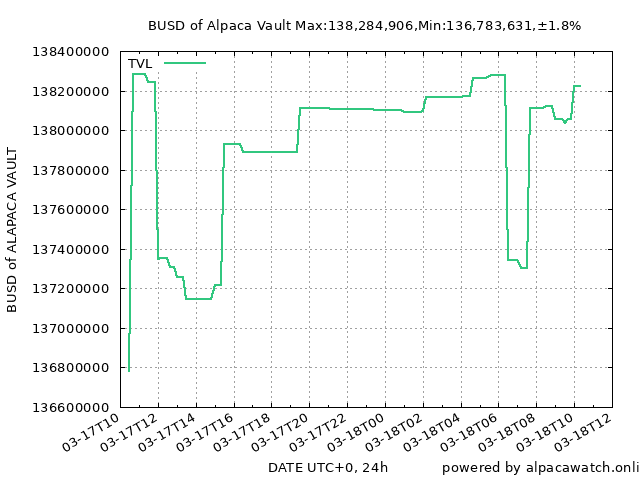 BUSD of Alpaca Vault Max:138,284,906,Min:136,783,631,±1.8%
TVL
138400000
138200000
138000000
137800000
137600000
137400000
137200000
137000000
136800000
136600000
BUSD of ALAPACA VAULT
03-17T10
03-17T12
03-17T14
03-17T16
03-17T18
03-17T20
03-17T22
03-18T00
03-18T02
03-18T04
03-18T06
03-18T08
03-18T10
03-18T12
DATE UTC+0, 24h
powered by alpacawatch.onli